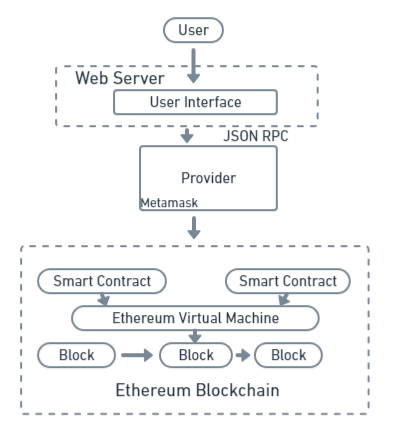 User
Web Server
User Interface
JSON RPC
Provider
Metamask
Smart Contract
Smart Contract
Ethereum Virtual Machine
Block
Block
Block
Ethereum Blockchain